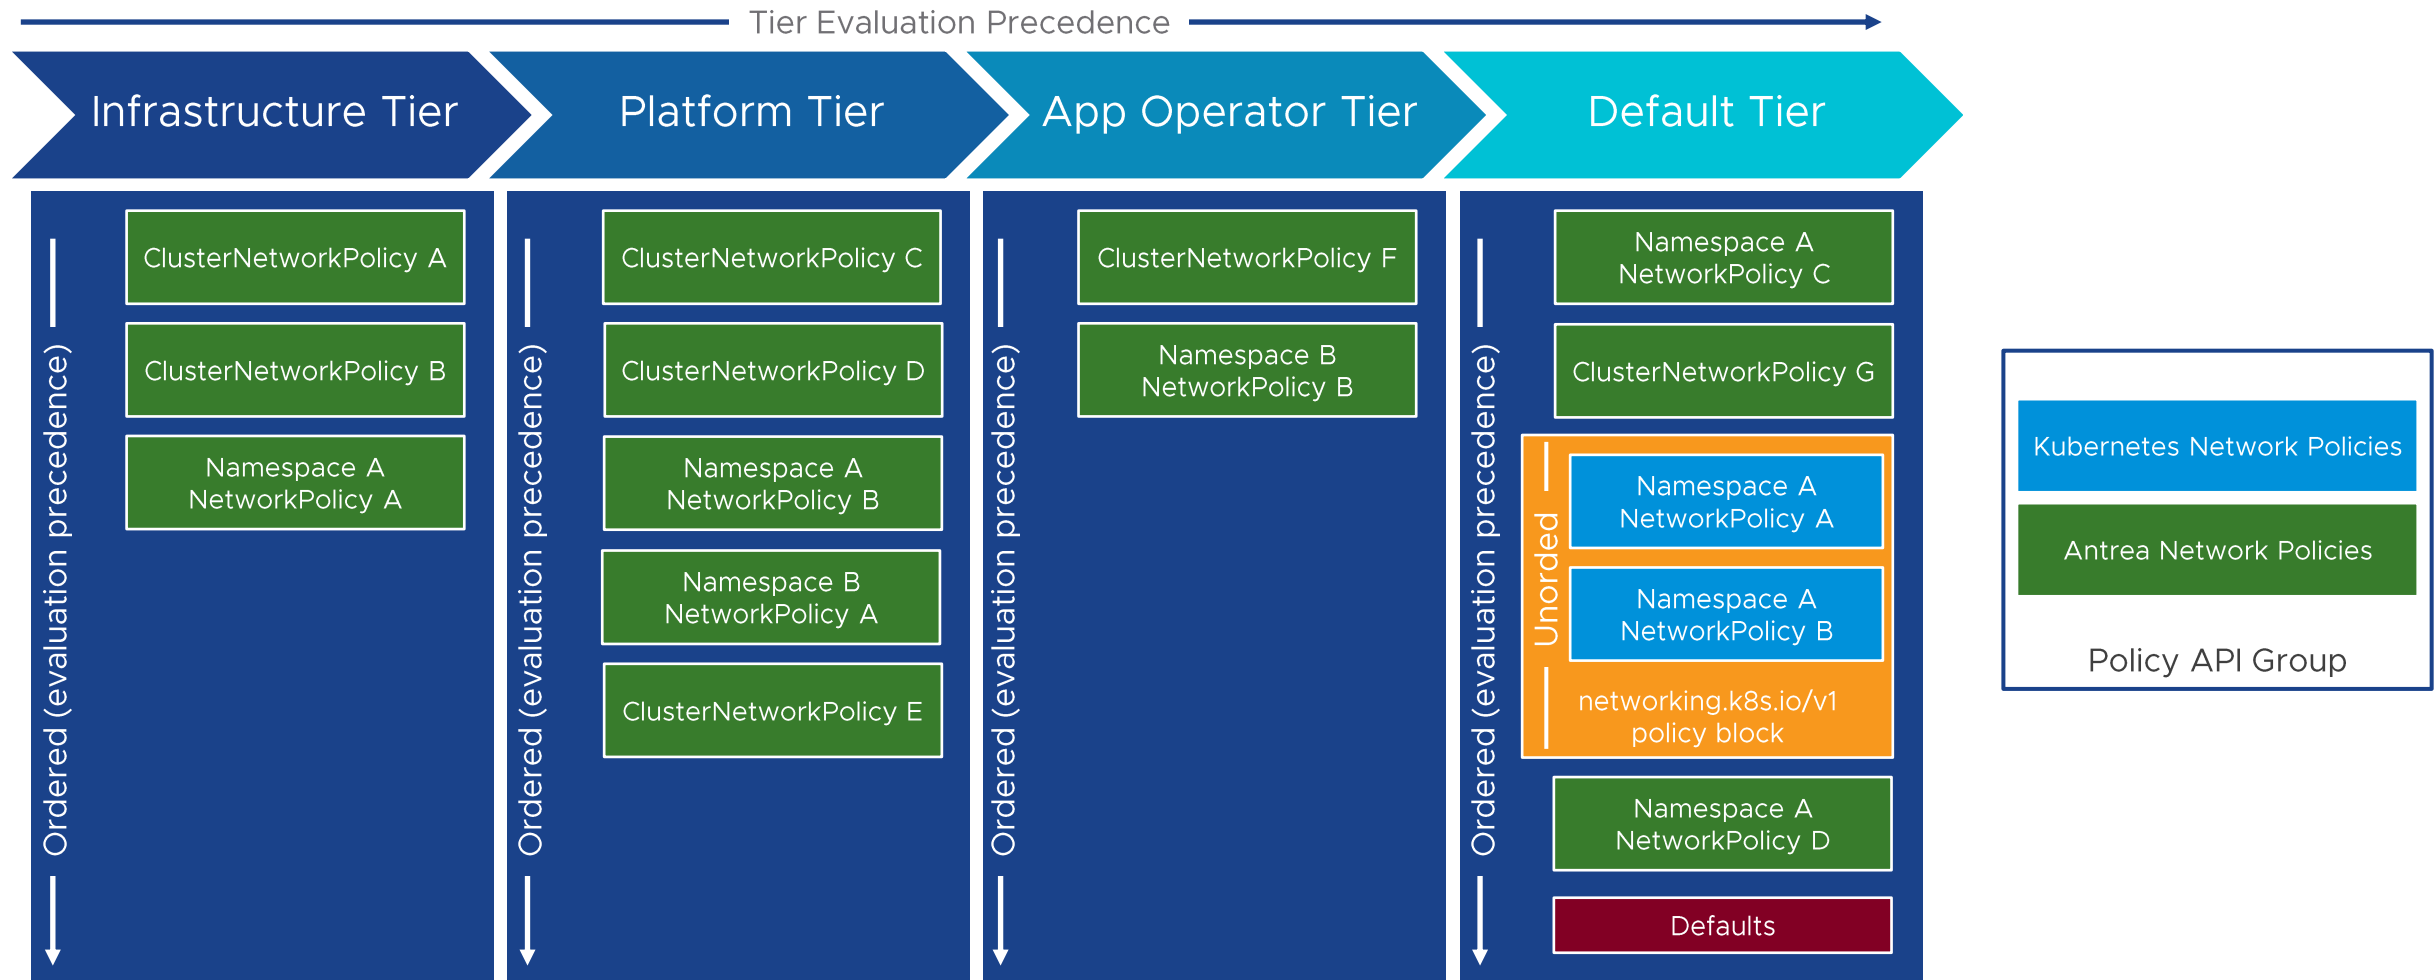 Tier Evaluation Precedence
Infrastructure Tier
Platform Tier
App Operator Tier
Default Tier
Ordered (evaluation precedence)
ClusterNetworkPolicy A
ClusterNetworkPolicy B
Namespace A
NetworkPolicy A
Ordered (evaluation precedence)
ClusterNetworkPolicy C
ClusterNetworkPolicy D
Namespace A
NetworkPolicy B
Namespace B
NetworkPolicy A
ClusterNetworkPolicy E
Ordered (evaluation precedence)
ClusterNetworkPolicy F
Namespace B
NetworkPolicy B
Ordered (evaluation precedence)
Namespace A
NetworkPolicy C
ClusterNetworkPolicy G
Unorded
Namespace A
NetworkPolicy A
Namespace A
NetworkPolicy B
networking.k8s.io/v1
policy block
Namespace A
NetworkPolicy D
Defaults
Kubernetes Network Policies
Antrea Network Policies
Policy API Group